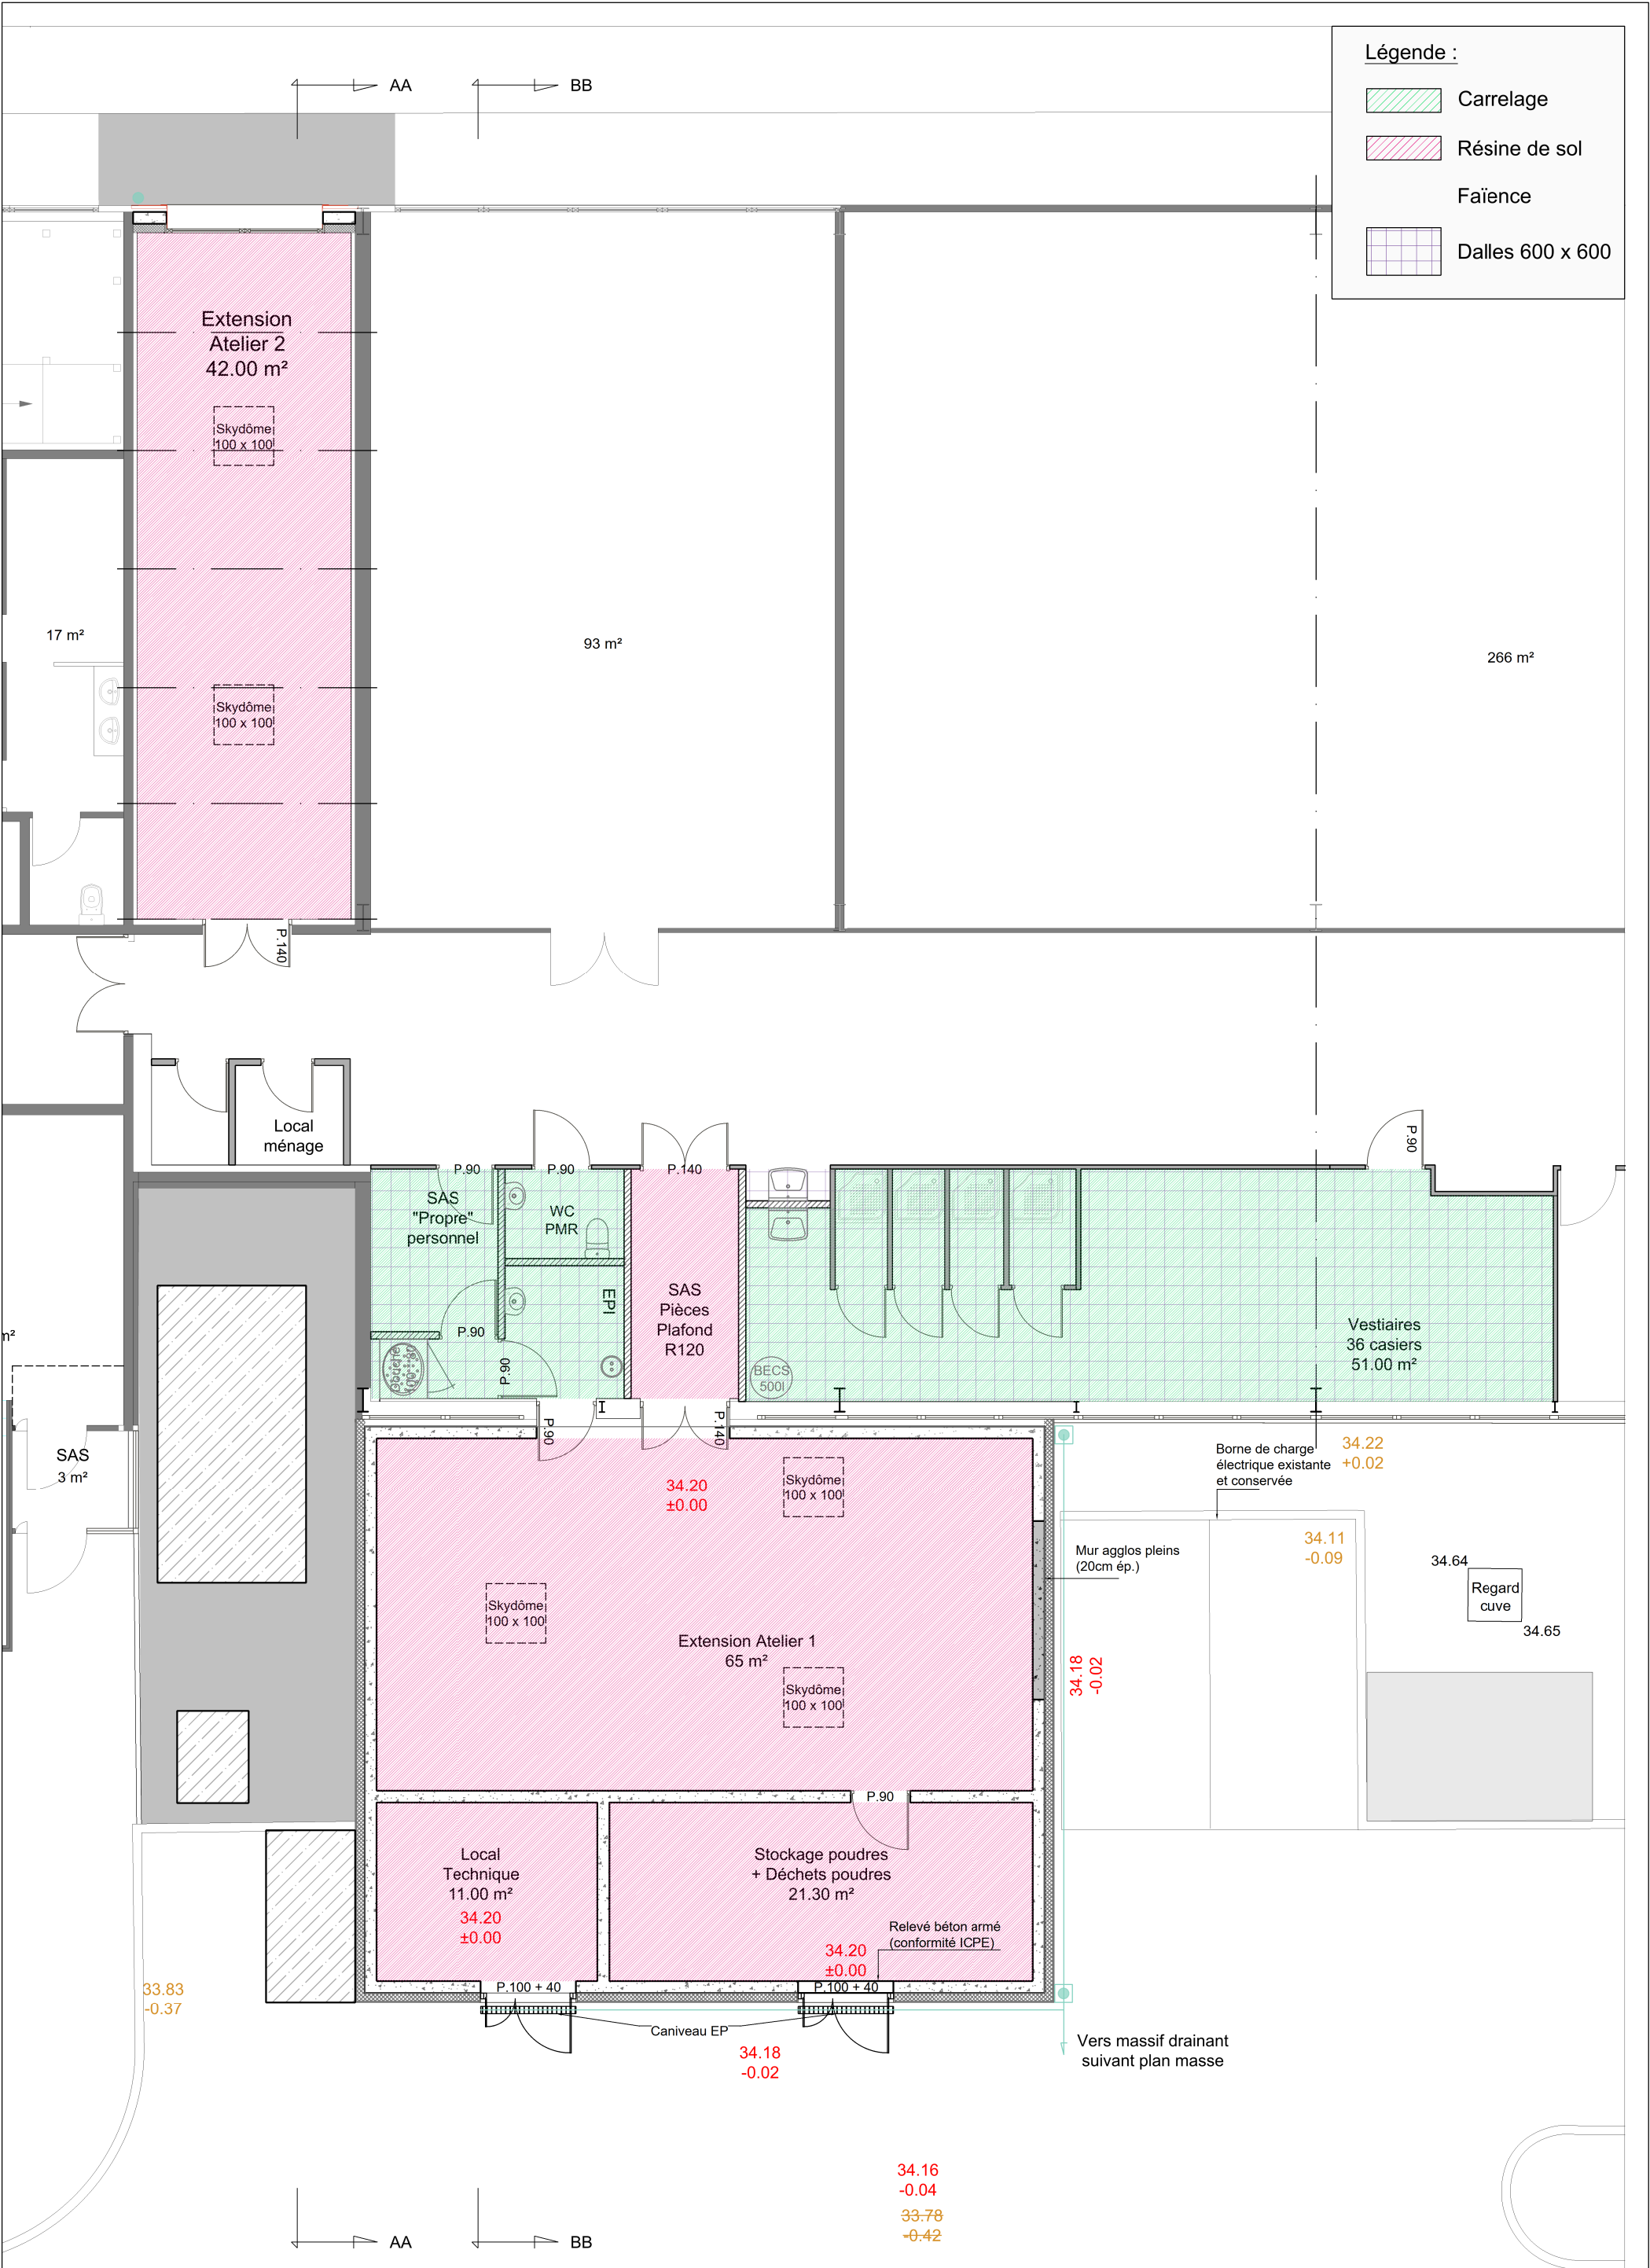 Légende :
Carrelage
Résine de sol
Faïence
Dalles 600 x 600
AA
BB
Extension
Atelier 2
42.00 m²
Skydôme
100 x 100
17 m²
93 m²
266 m²
Skydôme
100 x 100
P.140
Local
ménage
P.90
P.90
P.140
P.90
SAS
"Propre"
personnel
WC
PMR
EPI
SAS
Pièces
Plafond
R120
P.90
P.90
BECS
500l
Vestiaires
36 casiers
51.00 m²
m²
SAS
3 m²
P.90
P.140
34.20
±0.00
Skydôme
100 x 100
Borne de charge
électrique existante
et conservée
34.22
+0.02
34.11
-0.09
Mur agglos pleins
(20cm ép.)
34.64
Regard
cuve
34.65
Skydôme
100 x 100
Extension Atelier 1
65 m²
Skydôme
100 x 100
34.18
-0.02
P.90
Local
Technique
11.00 m²
34.20
±0.00
Stockage poudres
+ Déchets poudres
21.30 m²
Relevé béton armé
(conformité ICPE)
34.20
±0.00
P.100 + 40
P.100 + 40
33.83
-0.37
Caniveau EP
34.18
-0.02
Vers massif drainant
suivant plan masse
34.16
-0.04
33.78
-0.42
AA
BB